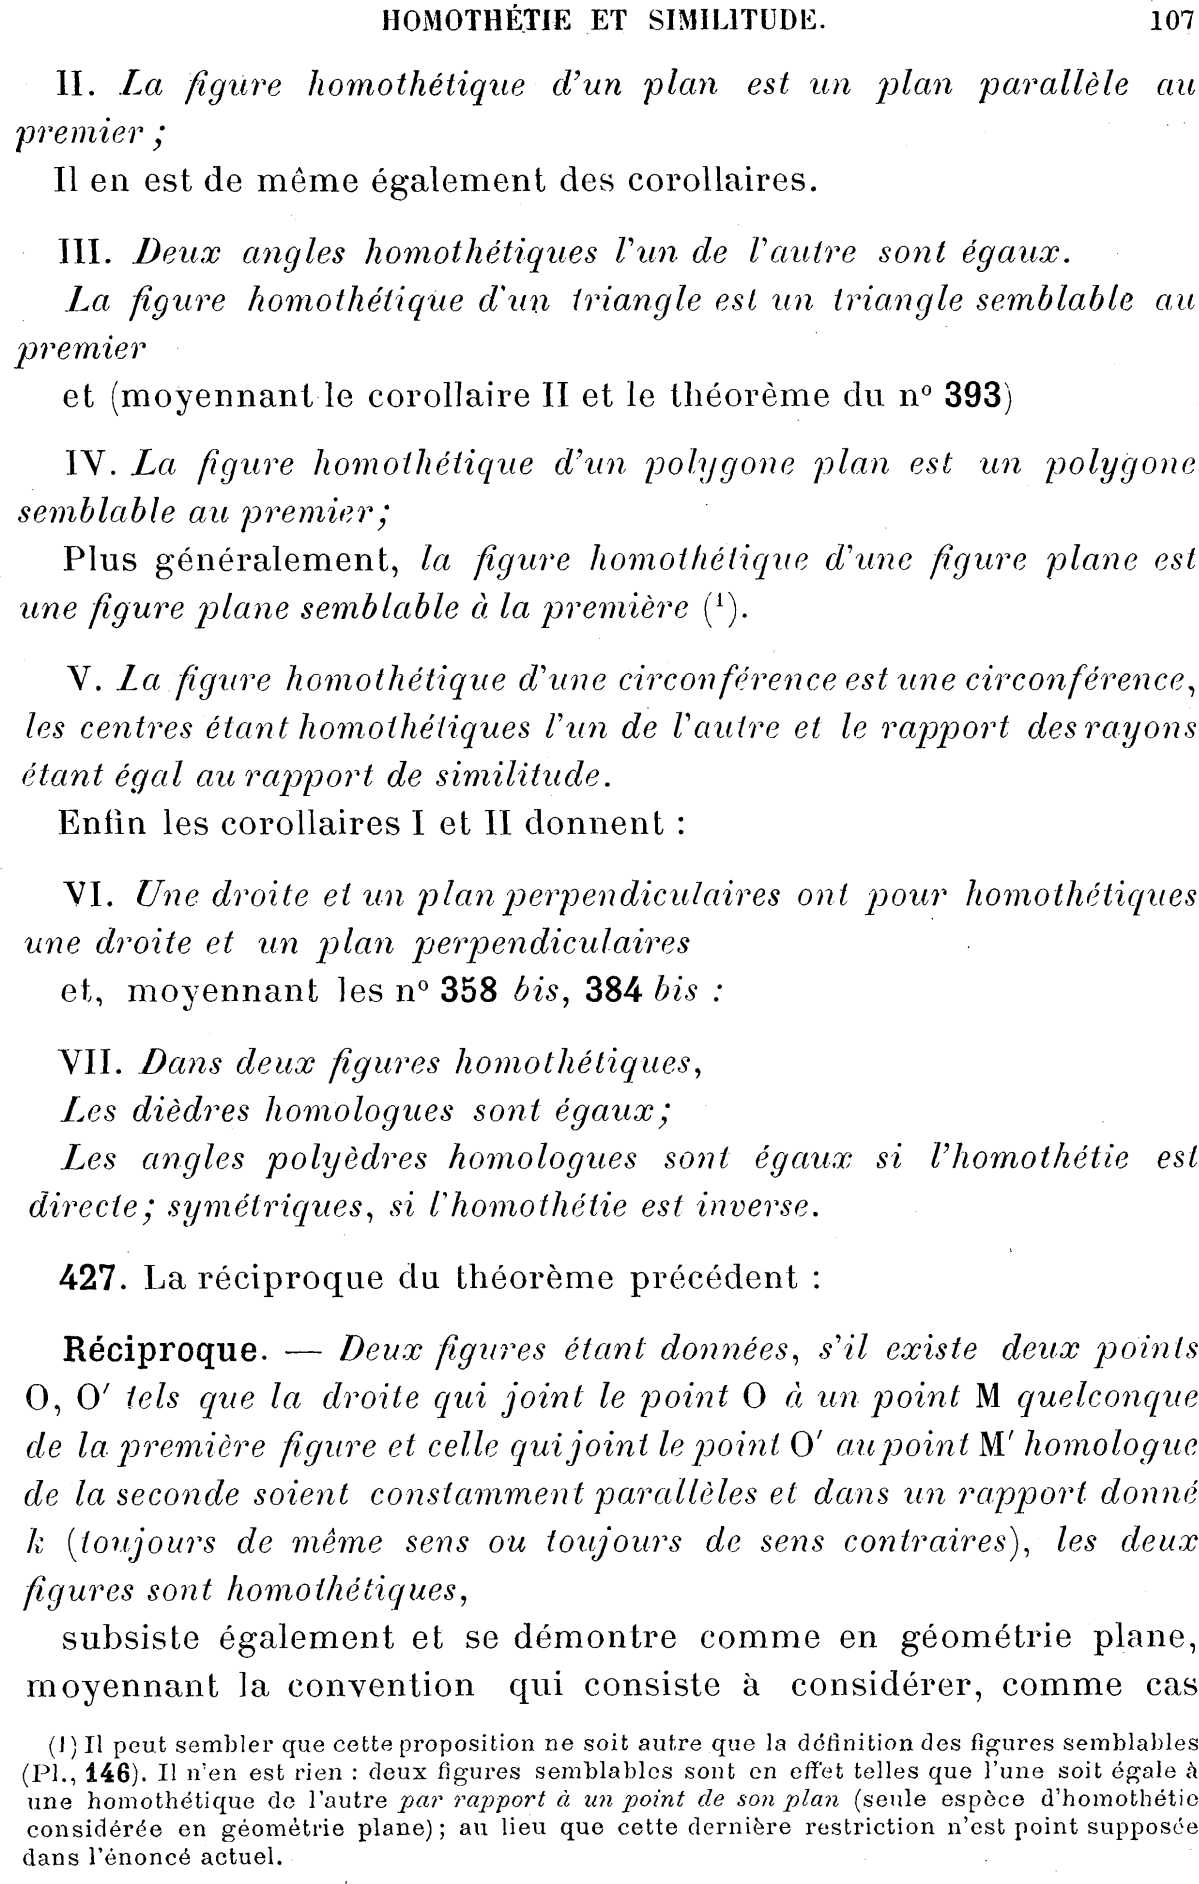 HOMOTHÉTIE ET SIMILITUDE. 107
II. La figure homothétique d'un plan est un plan parallèle au
premier ;
Il en est de même également des corollaires.
III. Deux angles homothétiques l'un de l'autre sont égaux.
La figure homothétique d'un triangle est un triangle semblable au
premier
et (moyennant le corollaire II et le théorème du nº 393)
IV. La figure homothétique d'un polygone plan est un polygone
semblable au premier;
Plus généralement, la figure homothétique d'une figure plane est
une figure plane semblable à la première (¹).
V. La figure homothétique d'une circonférence est une circonférence,
les centres étant homothétiques l'un de l'autre et le rapport des rayons
étant égal au rapport de similitude.
Enfin les corollaires I et II donnent :
VI. Une droite et un plan perpendiculaires ont pour homothétiques
une droite et un plan perpendiculaires
et, moyennant les nº 358 bis, 384 bis :
VII. Dans deux figures homothétiques,
Les dièdres homologues sont égaux;
Les angles polyèdres homologues sont égaux si l'homothétie est
directe; symétriques, si l'homothétie est inverse.
427. La réciproque du théorème précédent :
Réciproque. — Deux figures étant données, s'il existe deux points
O, O' tels que la droite qui joint le point O à un point M quelconque
de la première figure et celle qui joint le point O' au point M' homologue
de la seconde soient constamment parallèles et dans un rapport donné
k (toujours de même sens ou toujours de sens contraires), les deux
figures sont homothétiques,
subsiste également et se démontre comme en géométrie plane,
moyennant la convention qui consiste à considérer, comme cas
(1) Il peut sembler que cette proposition ne soit autre que la définition des figures semblables
(Pl., 146). Il n'en est rien : deux figures semblables sont en effet telles que l'une soit égale à
une homothétique de l'autre par rapport à un point de son plan (seule espèce d'homothétie
considérée en géométrie plane) ; au lieu que cette dernière restriction n'est point supposée
dans l'énoncé actuel.